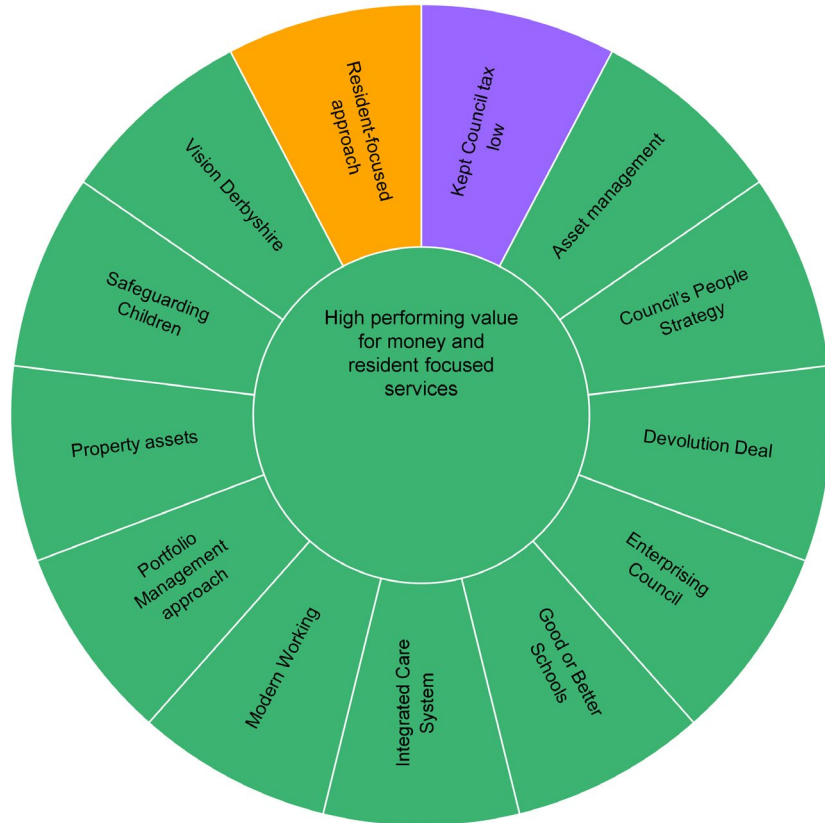 Kept Council tax
low
Asset management
Council's People
Strategy
Devolution Deal
Enterprising
Council
Good or Better
Schools
Integrated Care
System
Modern Working
Portfolio
Management
approach
Property assets
Safeguarding
Children
Vision Derbyshire
Resident-focused
approach
High performing value
for money and
resident focused
services